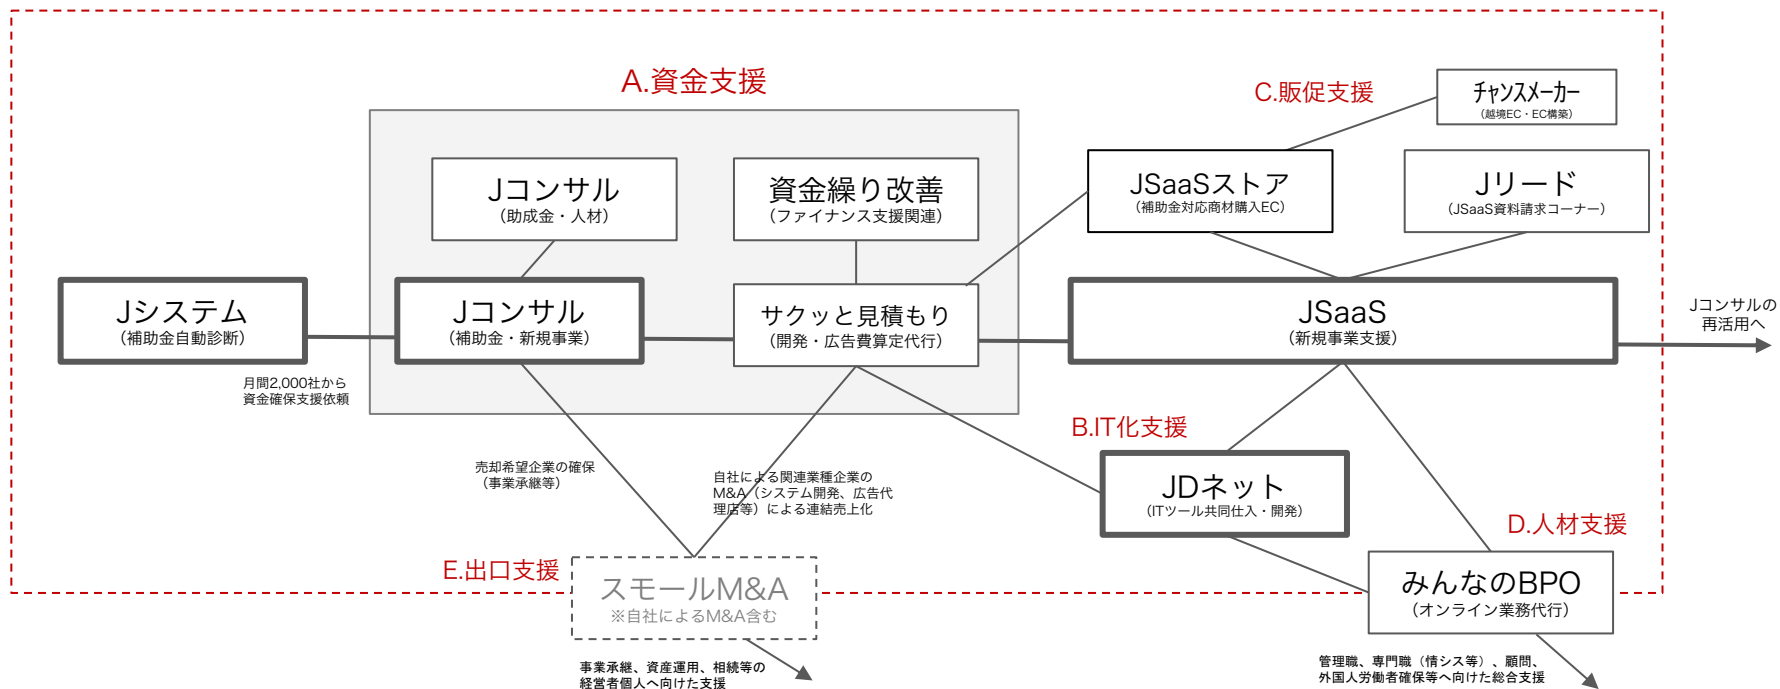 A.資金支援
C.販促支援
チャンスメーカー
（越境EC・EC構築）
Jコンサル
（助成金・人材）
資金繰り改善
（ファイナンス支援関連）
JSaaSストア
（補助金対応商材購入EC）
Jリード
（JSaaS資料請求コーナー）
Jシステム
（補助金自動診断）
Jコンサル
（補助金・新規事業）
サクッと見積もり
（開発・広告費算定代行）
JSaaS
（新規事業支援）
Jコンサルの
再活用へ
月間2,000社から
資金確保支援依頼
B.IT化支援
売却希望企業の確保
（事業承継等）
自社による関連業種企業の
M&A（システム開発、広告代
理店等）による連結売上化
JDネット
（ITツール共同仕入・開発）
D.人材支援
E.出口支援
スモールM&A
※自社によるM&A含む
みんなのBPO
（オンライン業務代行）
事業承継、資産運用、相続等の
経営者個人へ向けた支援
管理職、専門職（情シス等）、顧問、
外国人労働者確保等へ向けた総合支援